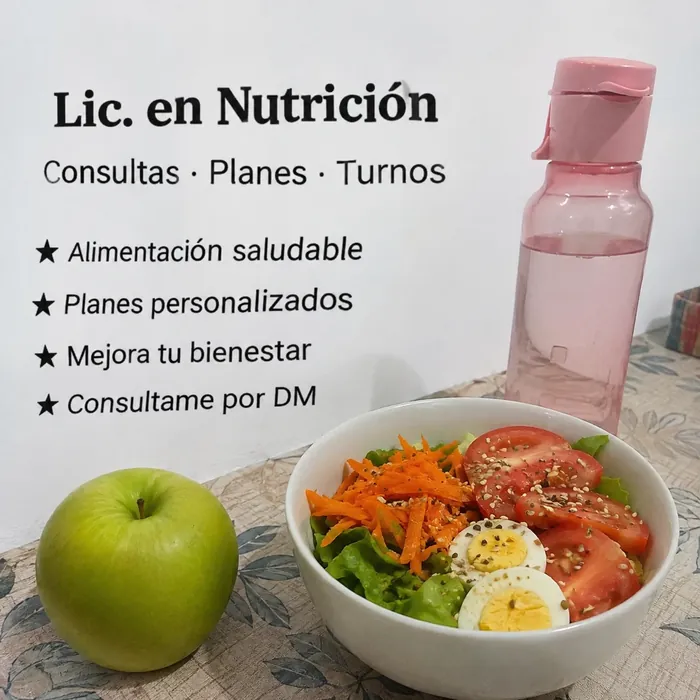 Lic. en Nutrición
Consultas · Planes · Turnos
★ Alimentación saludable
★ Planes personalizados
★ Mejora tu bienestar
★ Consultame por DM